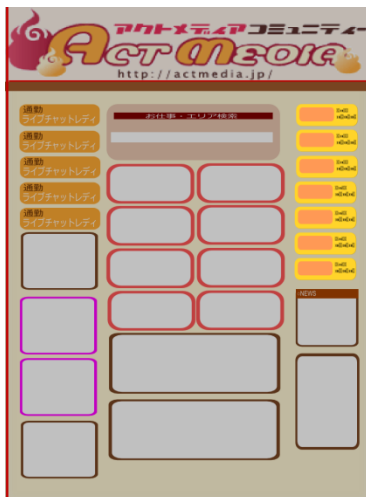 アクトメディアコミュニティー
ACT MEDIA
http://actmedia.jp/
お仕事・エリア検索
通勤
ライブチャットレディ
通勤
ライブチャットレディ
通勤
ライブチャットレディ
通勤
ライブチャットレディ
通勤
ライブチャットレディ
NEWS